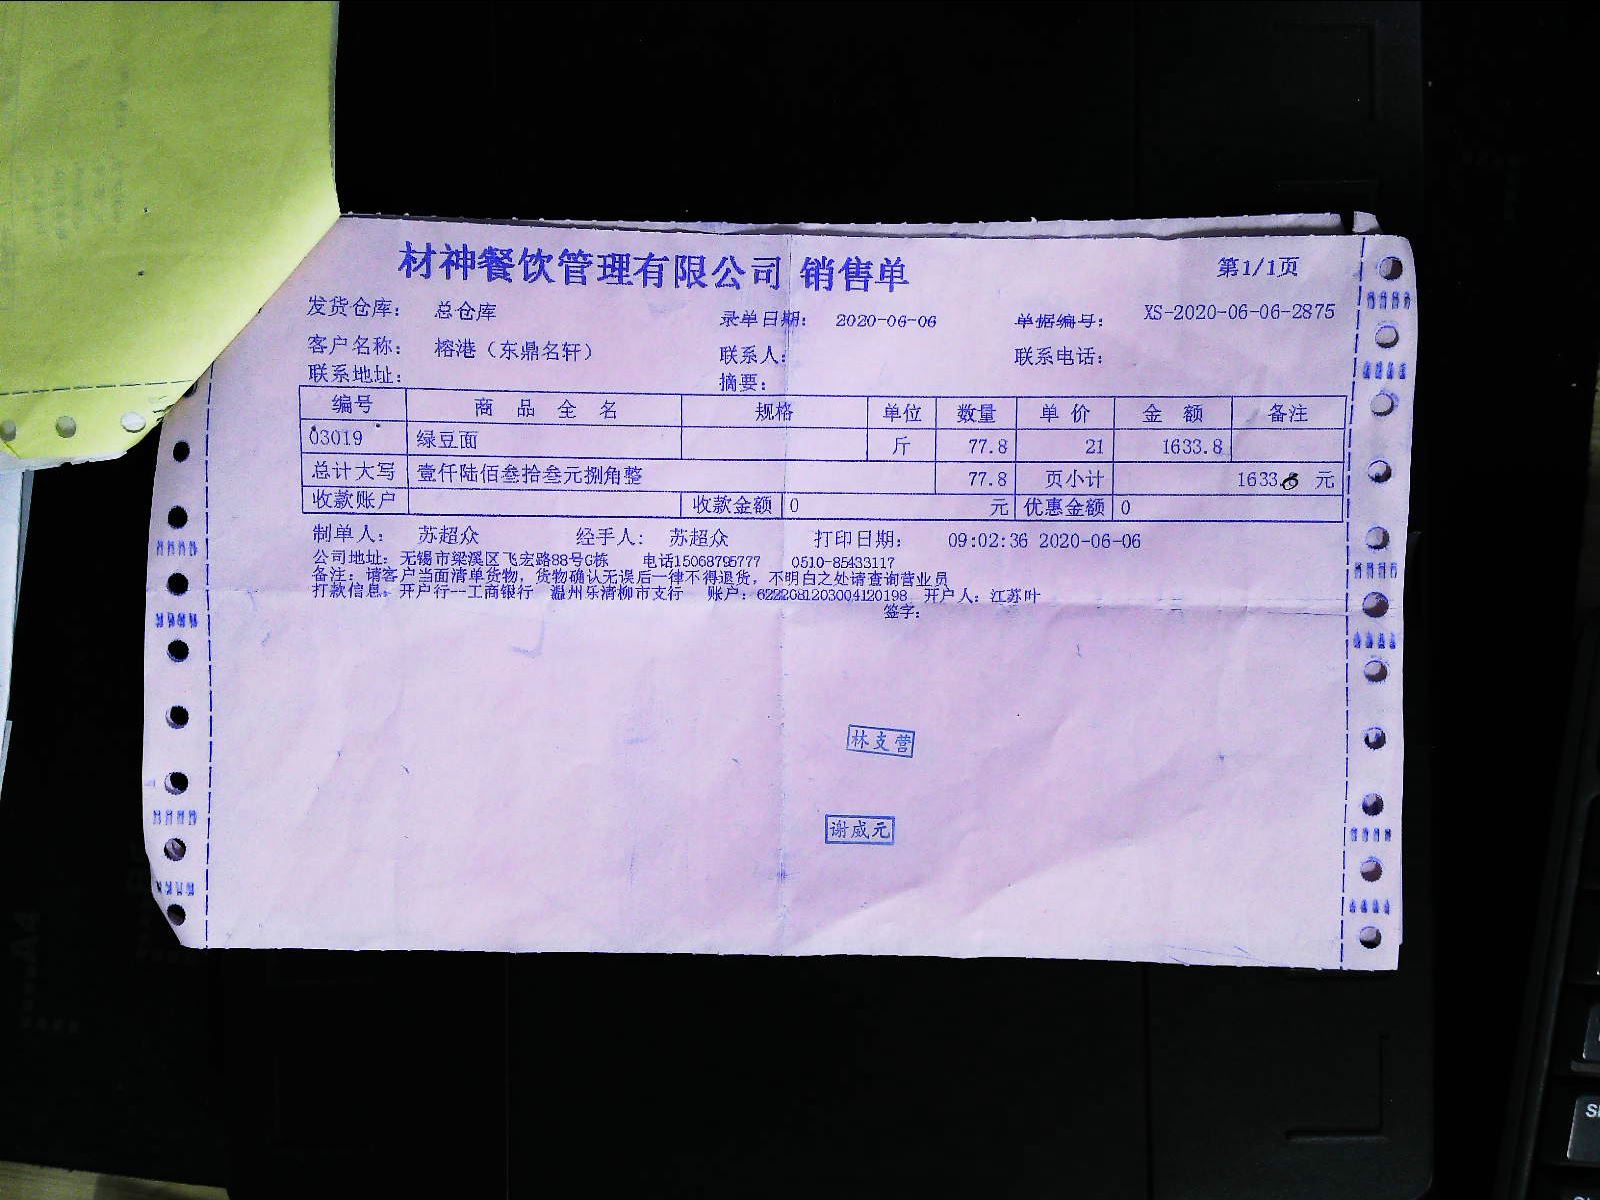 材神餐饮管理有限公司 销售单 第1/1页
发货仓库： 总仓库 录单日期： 2020-06-06 单据编号： XS-2020-06-06-2875
客户名称： 榕港（东鼎名轩） 联系人： 联系电话：
联系地址： 摘要：
编号 商品全名 规格 单位 数量 单价 金额 备注
03019 绿豆面 斤 77.8 21 1633.8
总计大写 壹仟陆佰叁拾叁元捌角整 77.8 页小计 1633.8 元
收款账户 收款金额 0 元 优惠金额 0
制单人： 苏超众 经手人： 苏超众 打印日期： 09:02:36 2020-06-06
公司地址：无锡市梁溪区飞宏路88号G栋 电话15068795777 0510-85433117
备注：请客户当面清单货物，货物确认无误后一律不得退货，不明白之处请查询营业员
打款信息：开户行--工商银行 温州乐清柳市支行 账户：6222081203004120198 开户人：江苏叶
签字：
林支营
谢威元